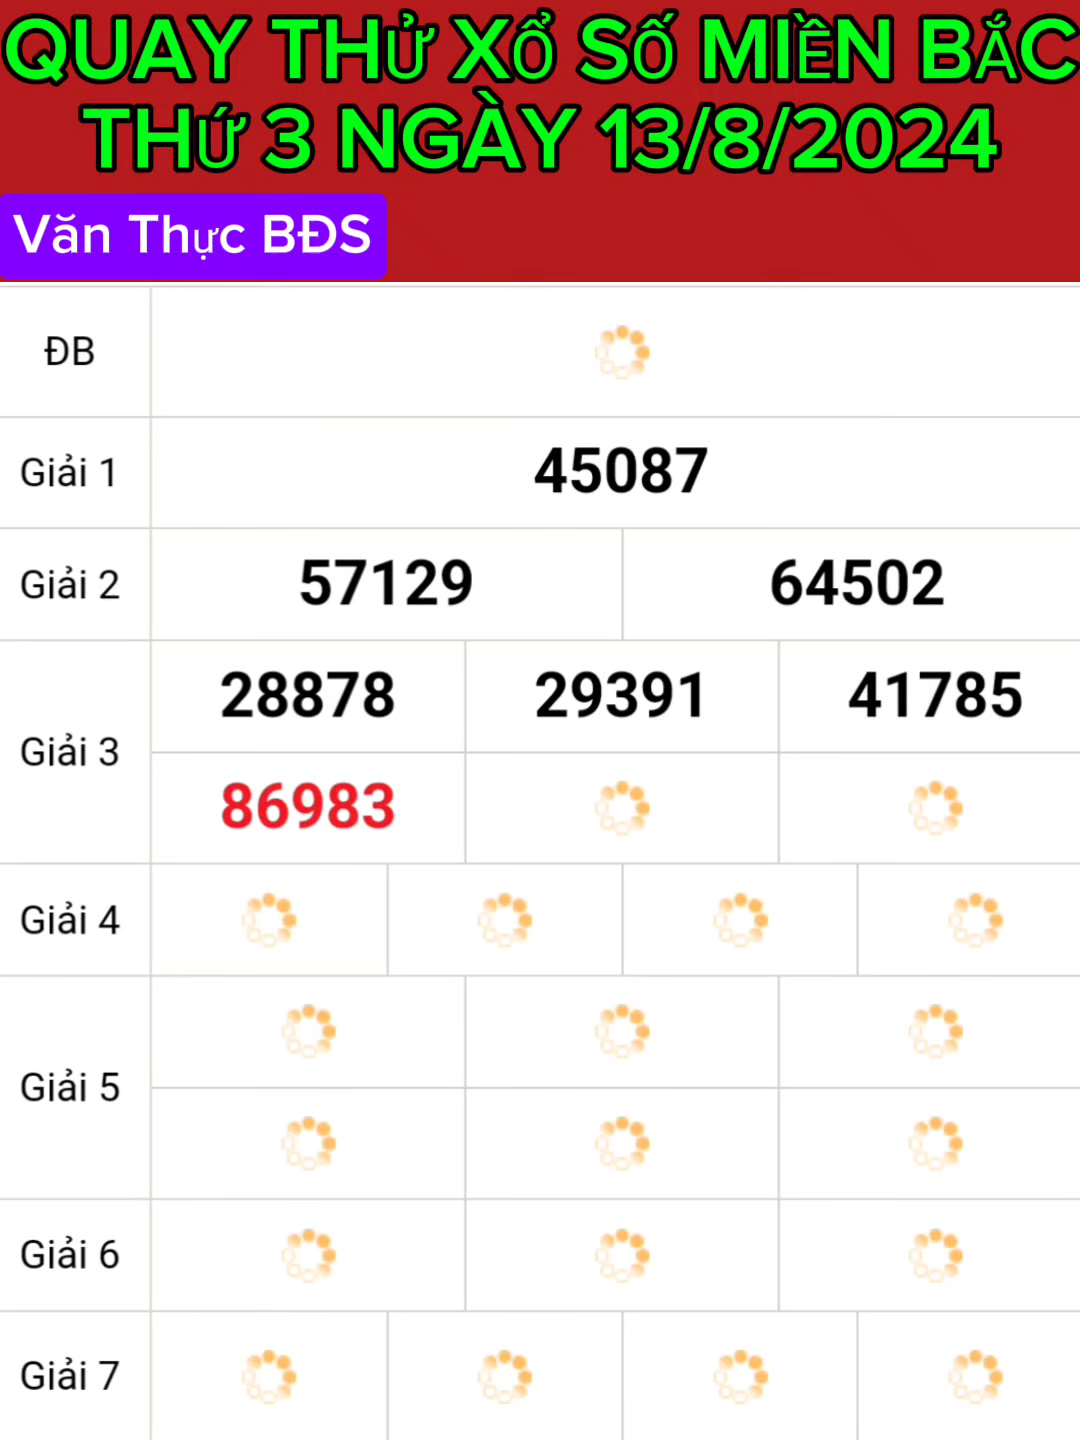 QUAY THỬ XỔ SỐ MIỀN BẮC
THỨ 3 NGÀY 13/8/2024
Văn Thực BĐS
ĐB
Giải 1 45087
Giải 2 57129 64502
Giải 3 28878 29391 41785
86983
Giải 4
Giải 5
Giải 6
Giải 7